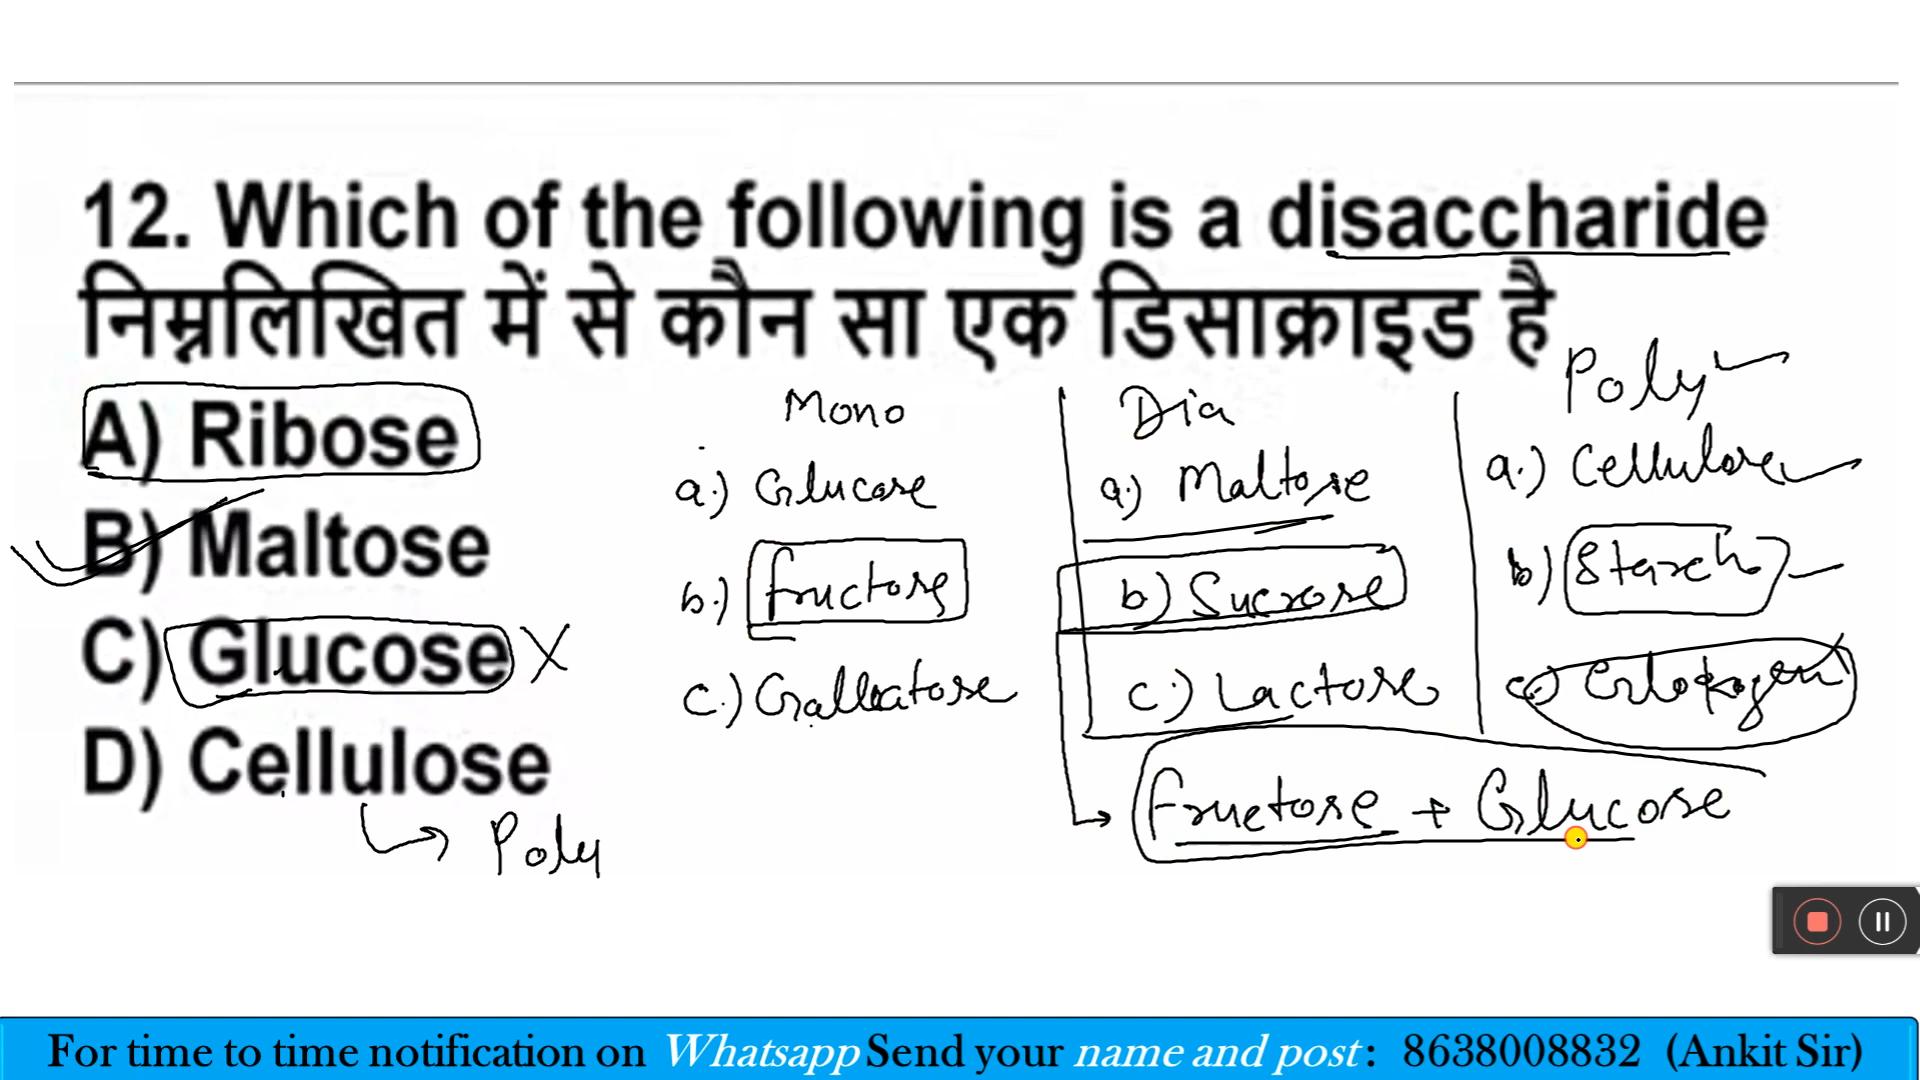 12. Which of the following is a disaccharide
निम्नलिखित में से कौन सा एक डिसाक्राइड है
A) Ribose
B) Maltose
C) Glucose X
D) Cellulose
Poly
Mono
a.) Glucose
b.) fructose
c.) Gallactose
Dia
a.) Maltose
b) Sucrose
c.) Lactose
Fructose + Glucose
Poly
a.) Cellulose
b) Starch
c)
For time to time notification on Whatsapp Send your name and post : 8638008832 (Ankit Sir)